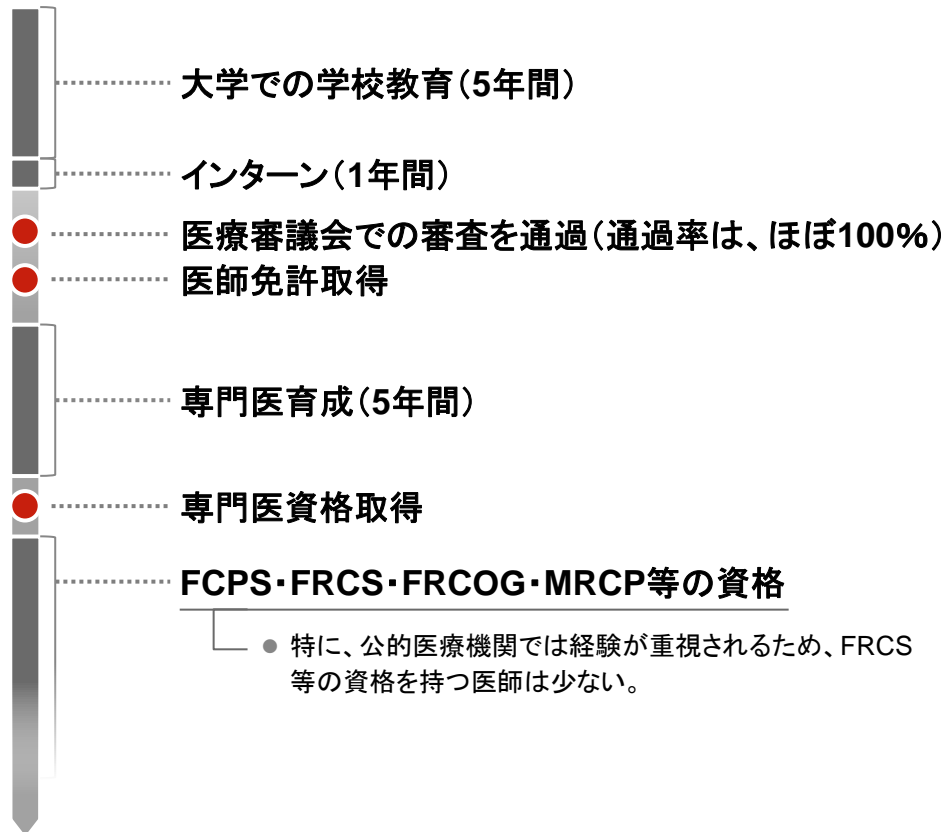 大学での学校教育（5年間）
インターン（1年間）
医療審議会での審査を通過（通過率は、ほぼ100%）
医師免許取得
専門医育成（5年間）
専門医資格取得
FCPS・FRCS・FRCOG・MRCP等の資格
● 特に、公的医療機関では経験が重視されるため、FRCS
等の資格を持つ医師は少ない。